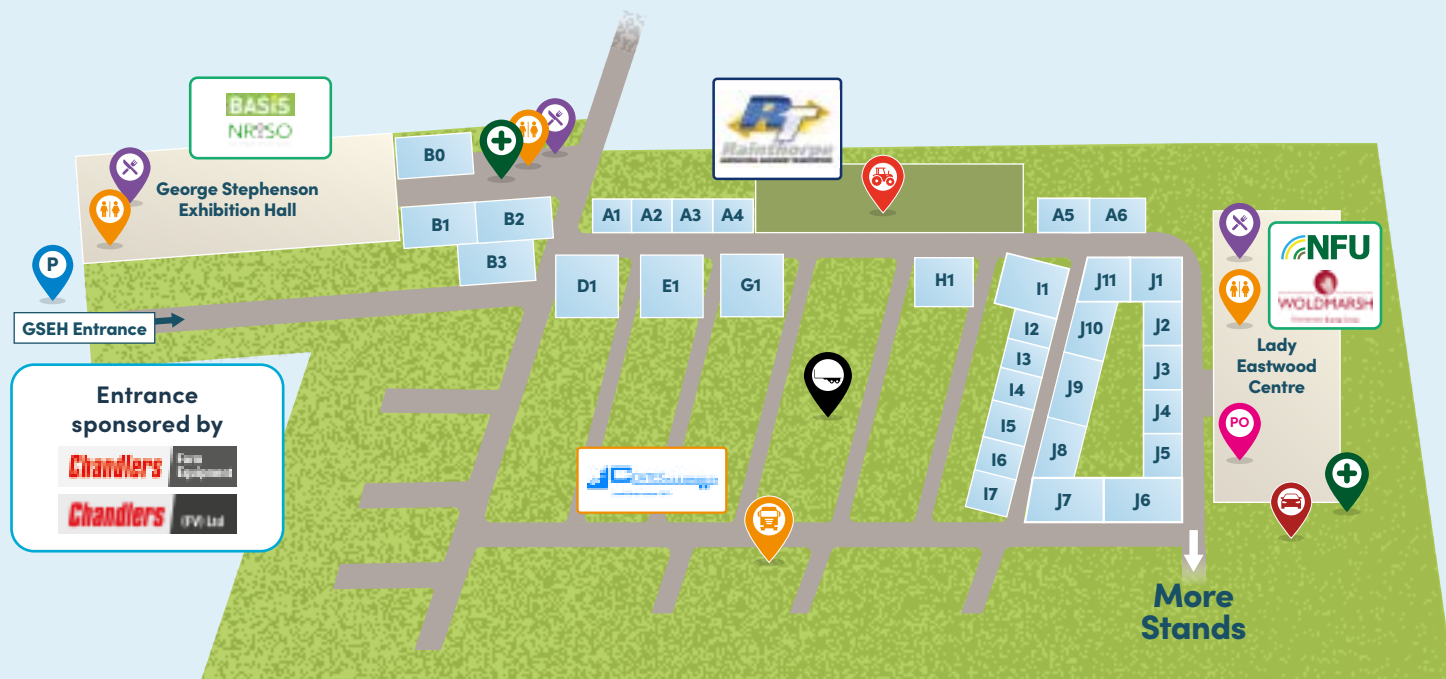 BASIS
NRoSO
RT
Rainthorpe
B0
George Stephenson
Exhibition Hall
B1
B2
B3
A1
A2
A3
A4
A5
A6
P
GSEH Entrance
D1
E1
G1
H1
I1
I2
I3
I4
I5
I6
I7
J11
J1
J10
J2
J9
J3
J4
J8
J5
J7
J6
NFU
WOLDMARSH
Lady
Eastwood
Centre
PO
Entrance
sponsored by
Chandlers
Farm
Equipment
Chandlers
(FV) Ltd
More
Stands